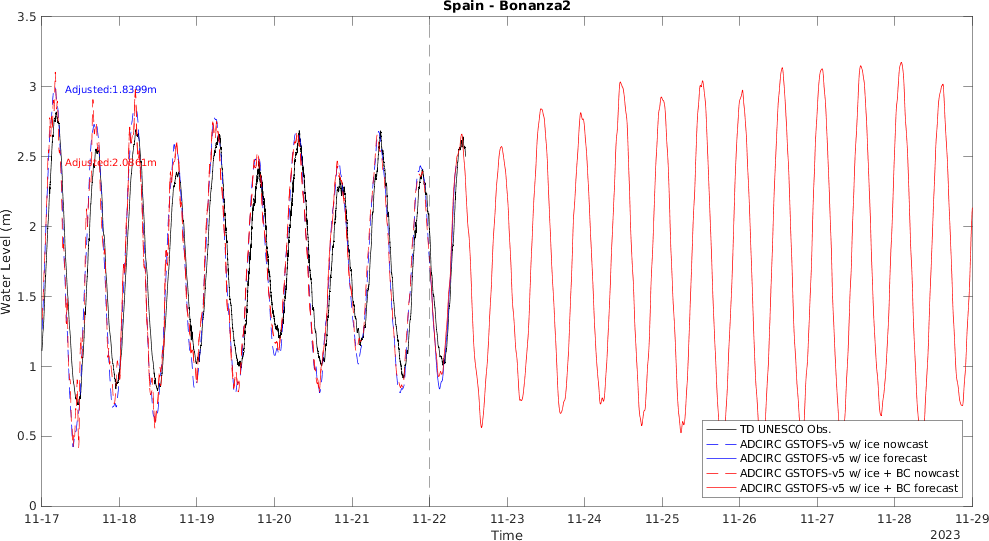 Spain - Bonanza2
3.5
3
2.5
2
1.5
1
0.5
0
Water Level (m)
Adjusted:1.8399m
Adjusted:2.0361m
TD UNESCO Obs.
ADCIRC GSTOFS-v5 w/ ice nowcast
ADCIRC GSTOFS-v5 w/ ice forecast
ADCIRC GSTOFS-v5 w/ ice + BC nowcast
ADCIRC GSTOFS-v5 w/ ice + BC forecast
11-17 11-18 11-19 11-20 11-21 11-22 11-23 11-24 11-25 11-26 11-27 11-28 11-29
Time
2023